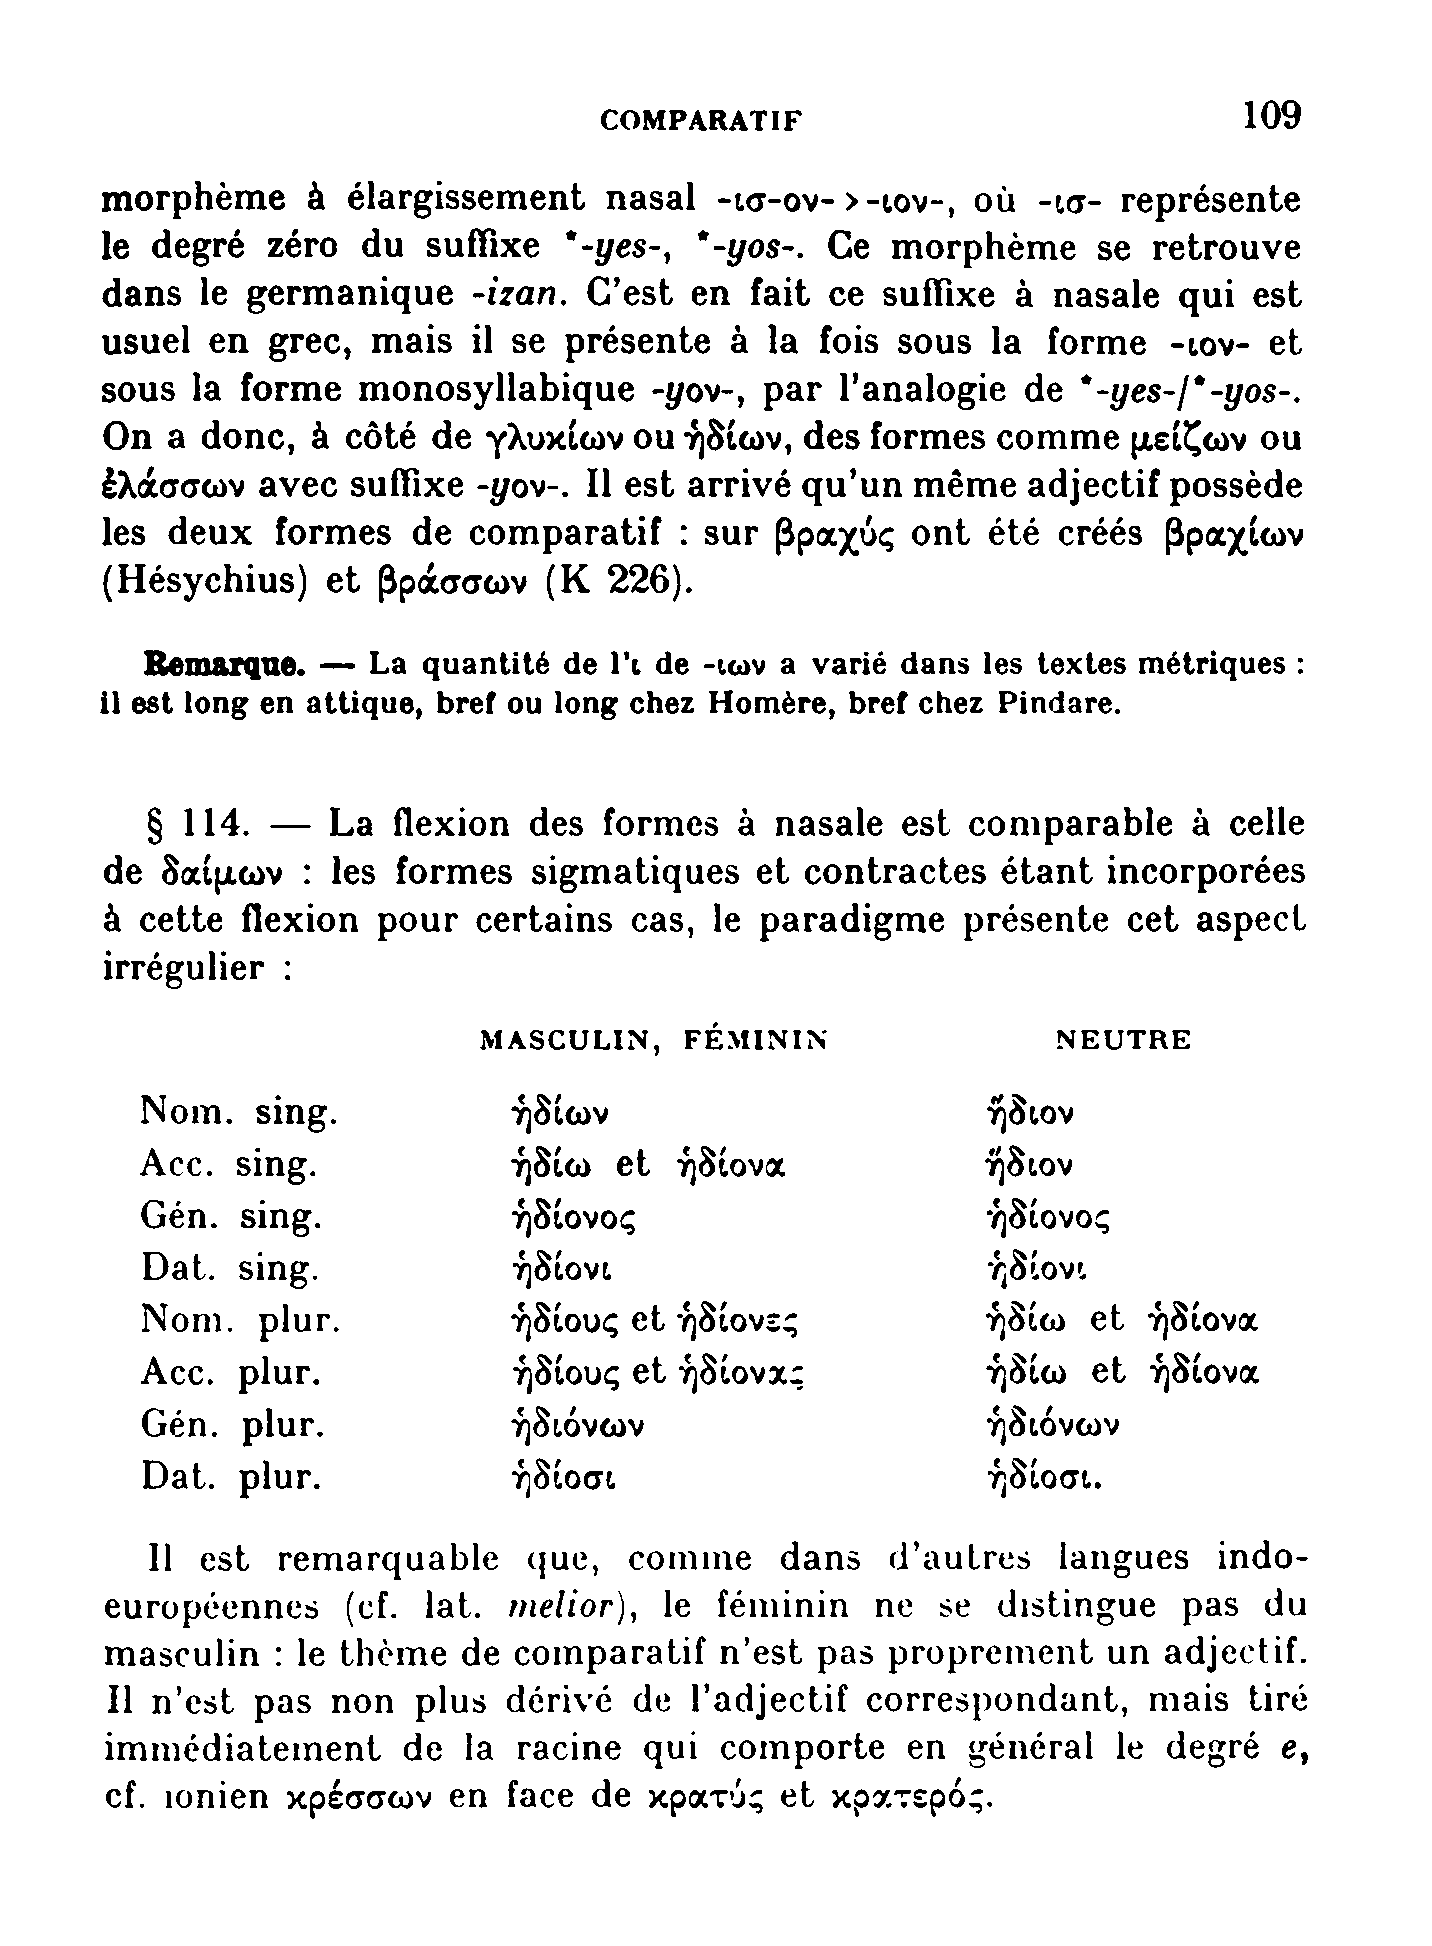 COMPARATIF 109
morphème à élargissement nasal -ισ-ον- > -ιον-, où -ισ- représente
le degré zéro du suffixe *-yes-, *-yos-. Ce morphème se retrouve
dans le germanique -izan. C'est en fait ce suffixe à nasale qui est
usuel en grec, mais il se présente à la fois sous la forme -ιον- et
sous la forme monosyllabique -yον-, par l'analogie de *-yes-/*-yos-.
On a donc, à côté de γλυκίων ou ἡδίων, des formes comme μείζων ou
ἐλάσσων avec suffixe -yον-. Il est arrivé qu'un même adjectif possède
les deux formes de comparatif : sur βραχύς ont été créés βραχίων
(Hésychius) et βράσσων (K 226).
Remarque. — La quantité de l'ι de -ιων a varié dans les textes métriques :
il est long en attique, bref ou long chez Homère, bref chez Pindare.
§ 114. — La flexion des formes à nasale est comparable à celle
de δαίμων : les formes sigmatiques et contractes étant incorporées
à cette flexion pour certains cas, le paradigme présente cet aspect
irrégulier :
MASCULIN, FÉMININ NEUTRE
Nom. sing. ἡδίων ἥδιον
Acc. sing. ἡδίω et ἡδίονα ἥδιον
Gén. sing. ἡδίονος ἡδίονος
Dat. sing. ἡδίονι ἡδίονι
Nom. plur. ἡδίους et ἡδίονες ἡδίω et ἡδίονα
Acc. plur. ἡδίους et ἡδίονας ἡδίω et ἡδίονα
Gén. plur. ἡδιόνων ἡδιόνων
Dat. plur. ἡδίοσι ἡδίοσι.
Il est remarquable que, comme dans d'autres langues indo-
européennes (cf. lat. melior), le féminin ne se distingue pas du
masculin : le thème de comparatif n'est pas proprement un adjectif.
Il n'est pas non plus dérivé de l'adjectif correspondant, mais tiré
immédiatement de la racine qui comporte en général le degré e,
cf. ionien κρέσσων en face de κρατύς et κρατερός.